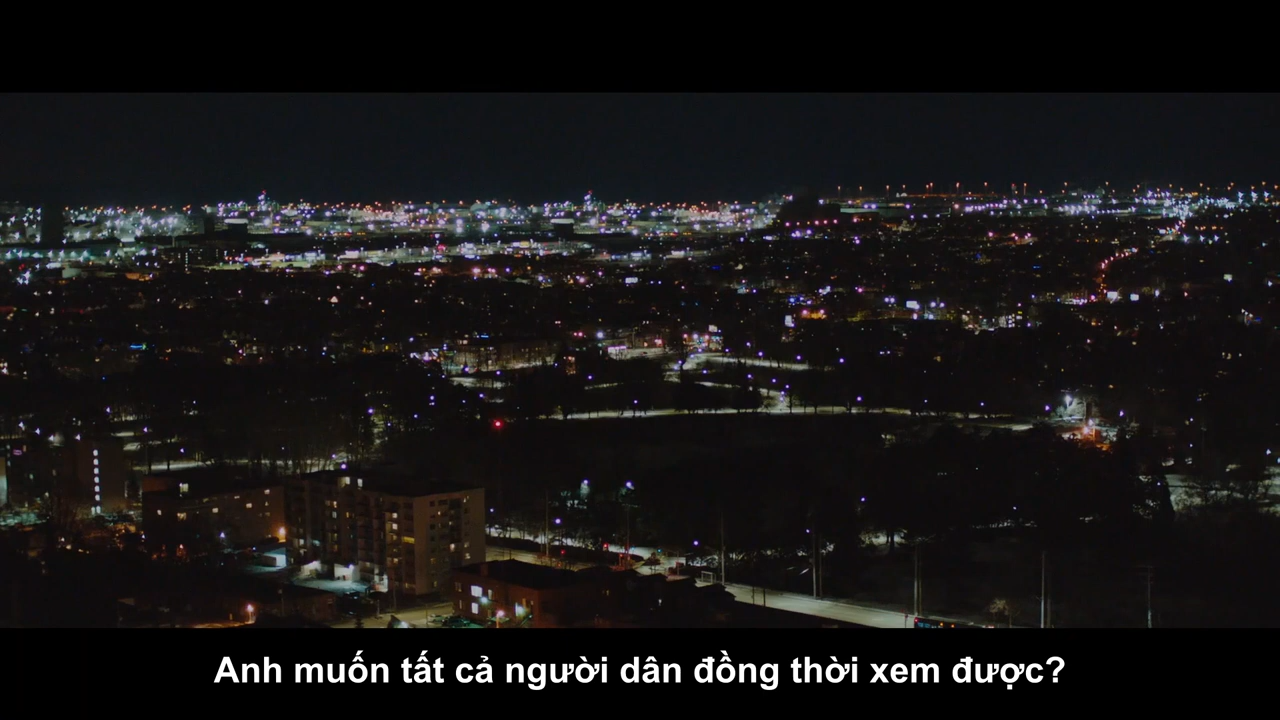 Anh muốn tất cả người dân đồng thời xem được?